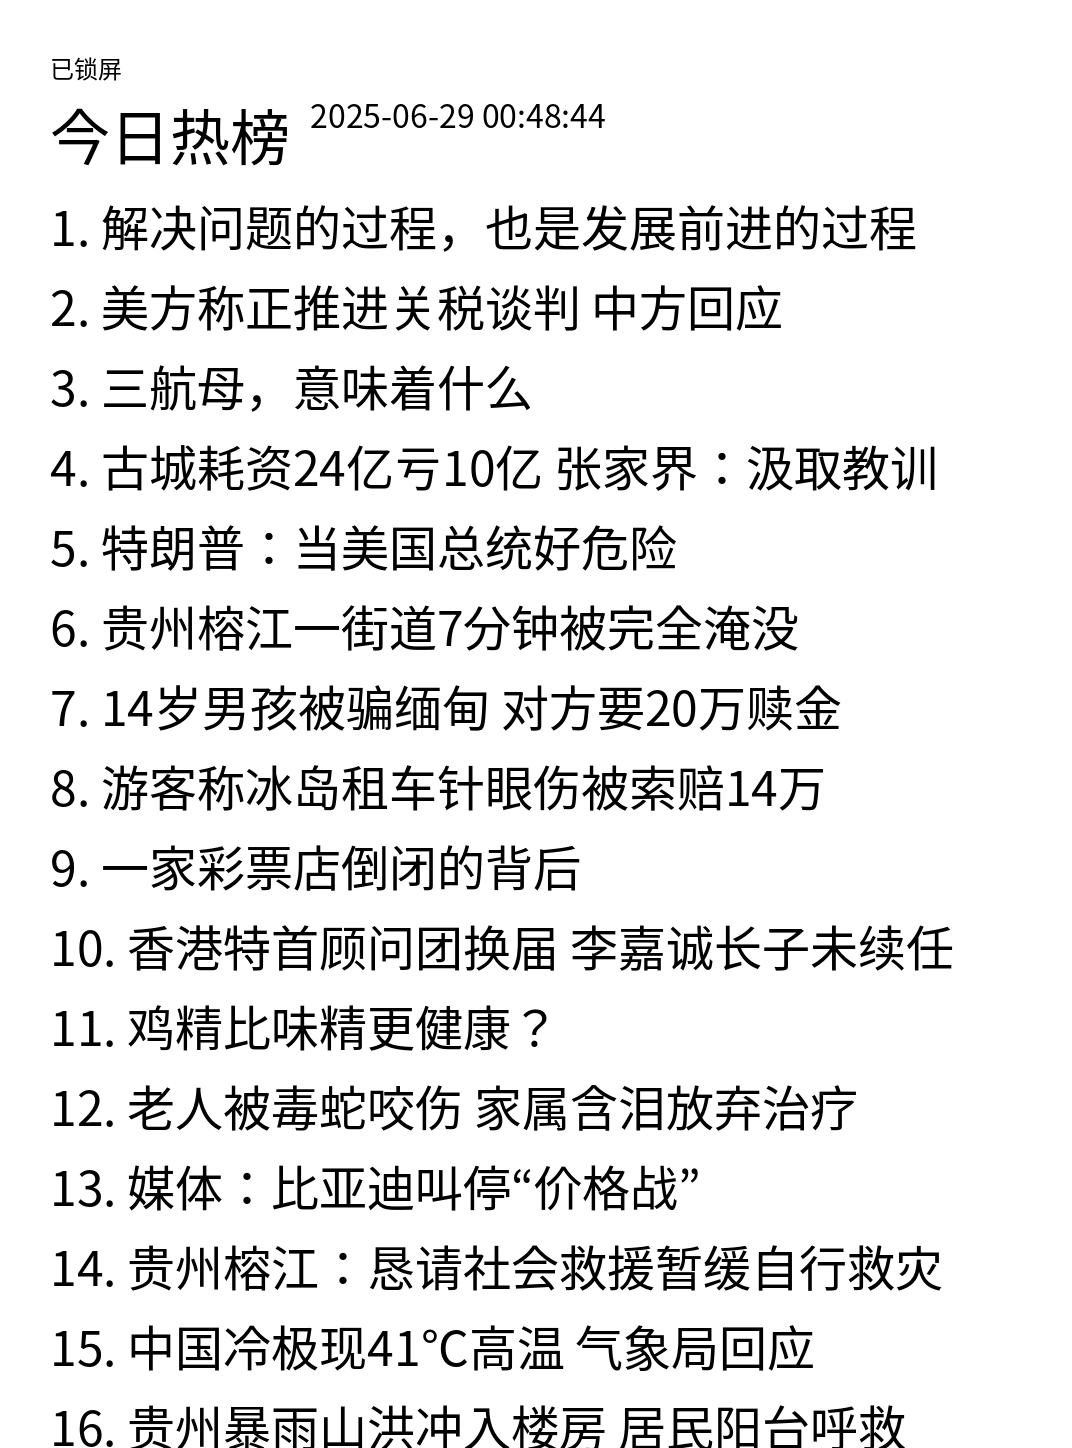 已锁屏
今日热榜 2025-06-29 00:48:44
1. 解决问题的过程，也是发展前进的过程
2. 美方称正推进关税谈判 中方回应
3. 三航母，意味着什么
4. 古城耗资24亿亏10亿 张家界：汲取教训
5. 特朗普：当美国总统好危险
6. 贵州榕江一街道7分钟被完全淹没
7. 14岁男孩被骗缅甸 对方要20万赎金
8. 游客称冰岛租车针眼伤被索赔14万
9. 一家彩票店倒闭的背后
10. 香港特首顾问团换届 李嘉诚长子未续任
11. 鸡精比味精更健康？
12. 老人被毒蛇咬伤 家属含泪放弃治疗
13. 媒体：比亚迪叫停“价格战”
14. 贵州榕江：恳请社会救援暂缓自行救灾
15. 中国冷极现41℃高温 气象局回应
16. 贵州暴雨山洪冲入楼房 居民阳台呼救